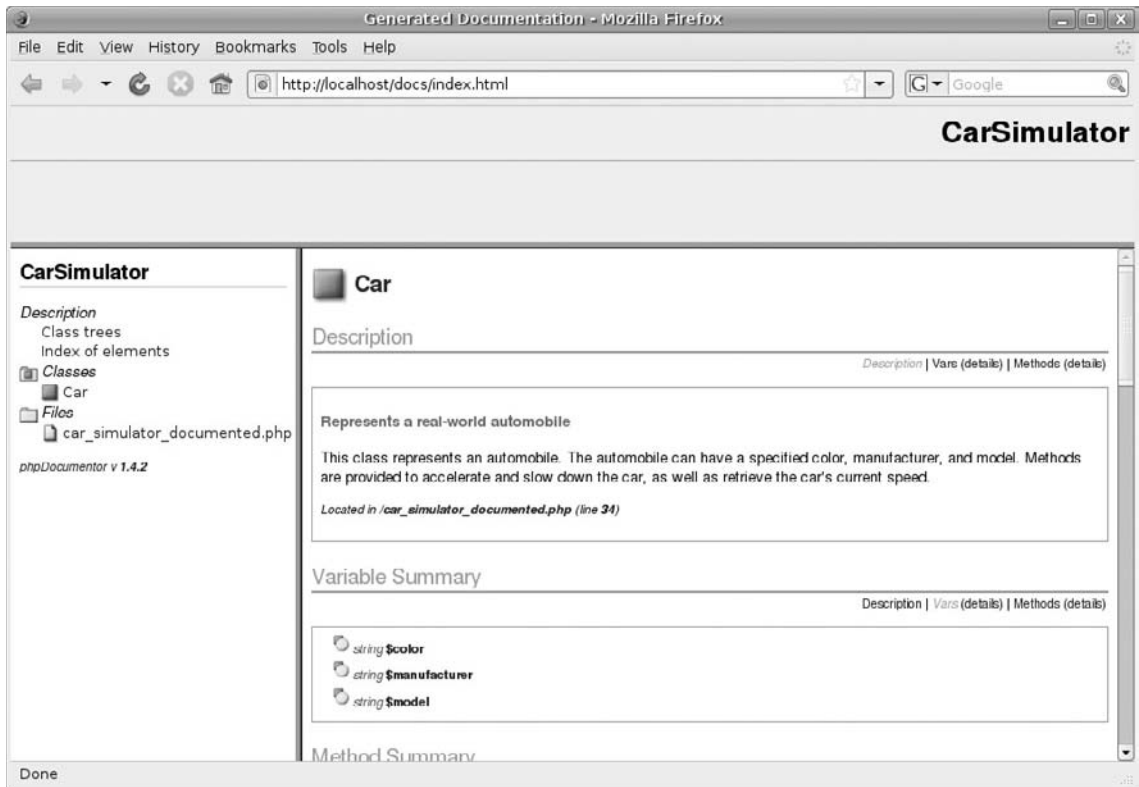 Generated Documentation - Mozilla Firefox
File Edit View History Bookmarks Tools Help
http://localhost/docs/index.html
G Google
CarSimulator
CarSimulator
Description
Class trees
Index of elements
Classes
Car
Files
car_simulator_documented.php
phpDocumentor v 1.4.2
Car
Description
Description | Vars (details) | Methods (details)
Represents a real-world automobile
This class represents an automobile. The automobile can have a specified color, manufacturer, and model. Methods
are provided to accelerate and slow down the car, as well as retrieve the car's current speed.
Located in /car_simulator_documented.php (line 34)
Variable Summary
Description | Vars (details) | Methods (details)
string $color
string $manufacturer
string $model
Method Summary
Done